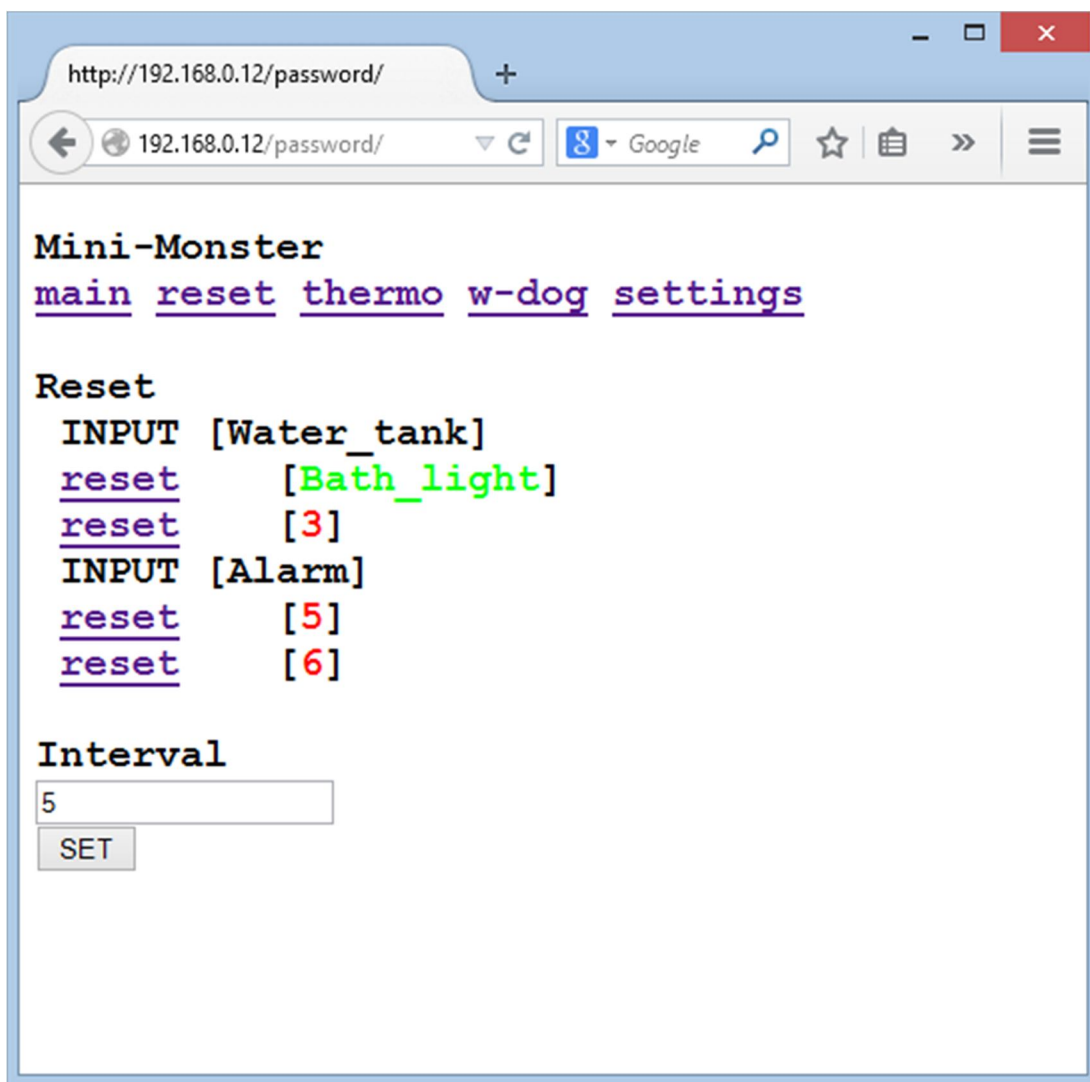 http://192.168.0.12/password/
192.168.0.12/password/ 8 Google
Mini-Monster
main reset thermo w-dog settings
Reset
INPUT [Water_tank]
reset [Bath_light]
reset [3]
INPUT [Alarm]
reset [5]
reset [6]
Interval
5
SET